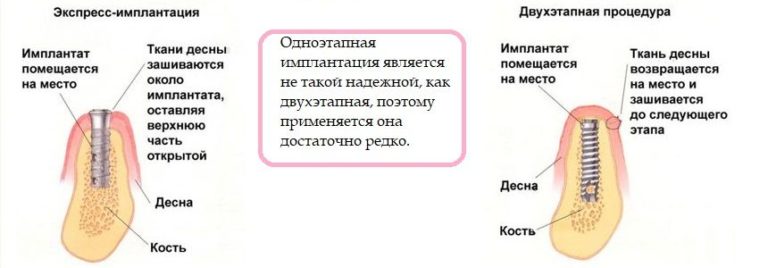 Экспресс-имплантация
Имплантат
помещается
на место
Ткани десны
зашиваются
около
имплантата,
оставляя
верхнюю
часть
открытой
Десна
Кость
Одноэтапная
имплантация является
не такой надежной, как
двухэтапная, поэтому
применяется она
достаточно редко.
Двухэтапная процедура
Имплантат
помещается
на место
Ткань десны
возвращается
на место и
зашивается
до следующего
этапа
Десна
Кость